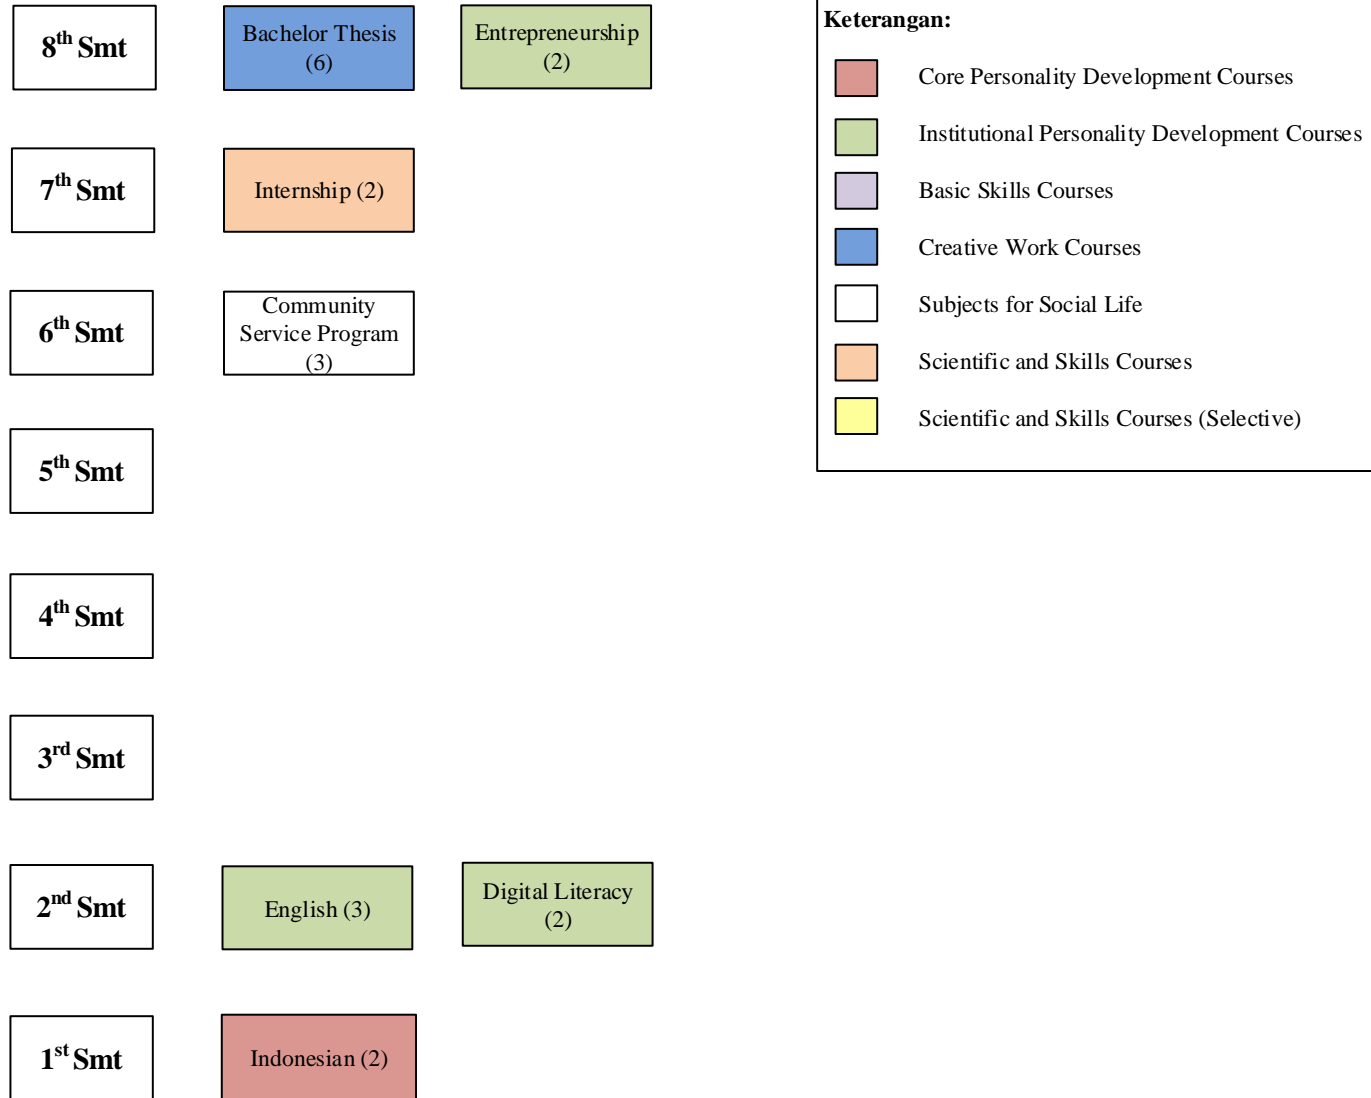 8th Smt
Bachelor Thesis
(6)
Entrepreneurship
(2)
7th Smt
Internship (2)
6th Smt
Community
Service Program
(3)
5th Smt
4th Smt
3rd Smt
2nd Smt
English (3)
Digital Literacy
(2)
1st Smt
Indonesian (2)
Keterangan:
Core Personality Development Courses
Institutional Personality Development Courses
Basic Skills Courses
Creative Work Courses
Subjects for Social Life
Scientific and Skills Courses
Scientific and Skills Courses (Selective)